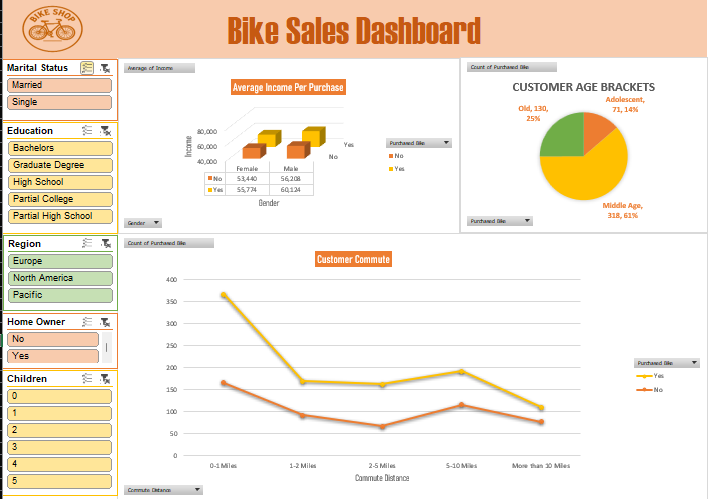 BIKE SHOP
Bike Sales Dashboard
Marital Status
Married
Single
Education
Bachelors
Graduate Degree
High School
Partial College
Partial High School
Region
Europe
North America
Pacific
Home Owner
No
Yes
Children
0
1
2
3
4
5
Average of Income
Average Income Per Purchase
Income
80,000
60,000
40,000
Yes
No
Female
Male
No
53,440
56,208
Yes
55,774
60,124
Gender
Purchased Bike
No
Yes
Gender
Count of Purchased Bike
CUSTOMER AGE BRACKETS
Old, 130,
25%
Adolescent,
71, 14%
Middle Age,
318, 61%
Purchased Bike
Count of Purchased Bike
Customer Commute
400
350
300
250
200
150
100
50
0
0-1 Miles
1-2 Miles
2-5 Miles
5-10 Miles
More than 10 Miles
Commute Distance
Purchased Bike
Yes
No
Commute Distance